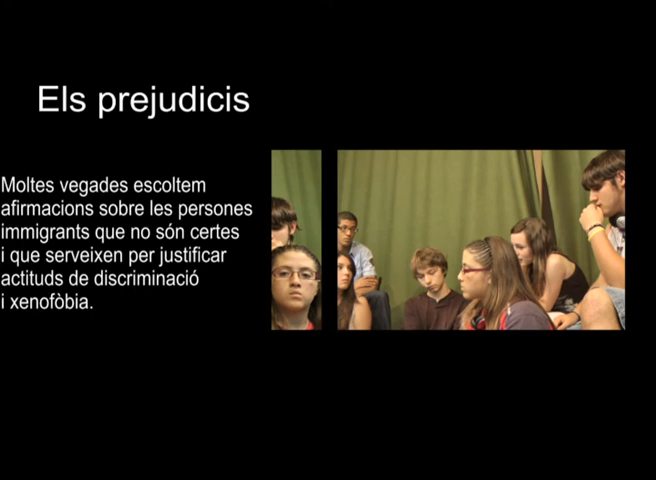 Els prejudicis
Moltes vegades escoltem
afirmacions sobre les persones
immigrants que no són certes
i que serveixen per justificar
actituds de discriminació
i xenofòbia.